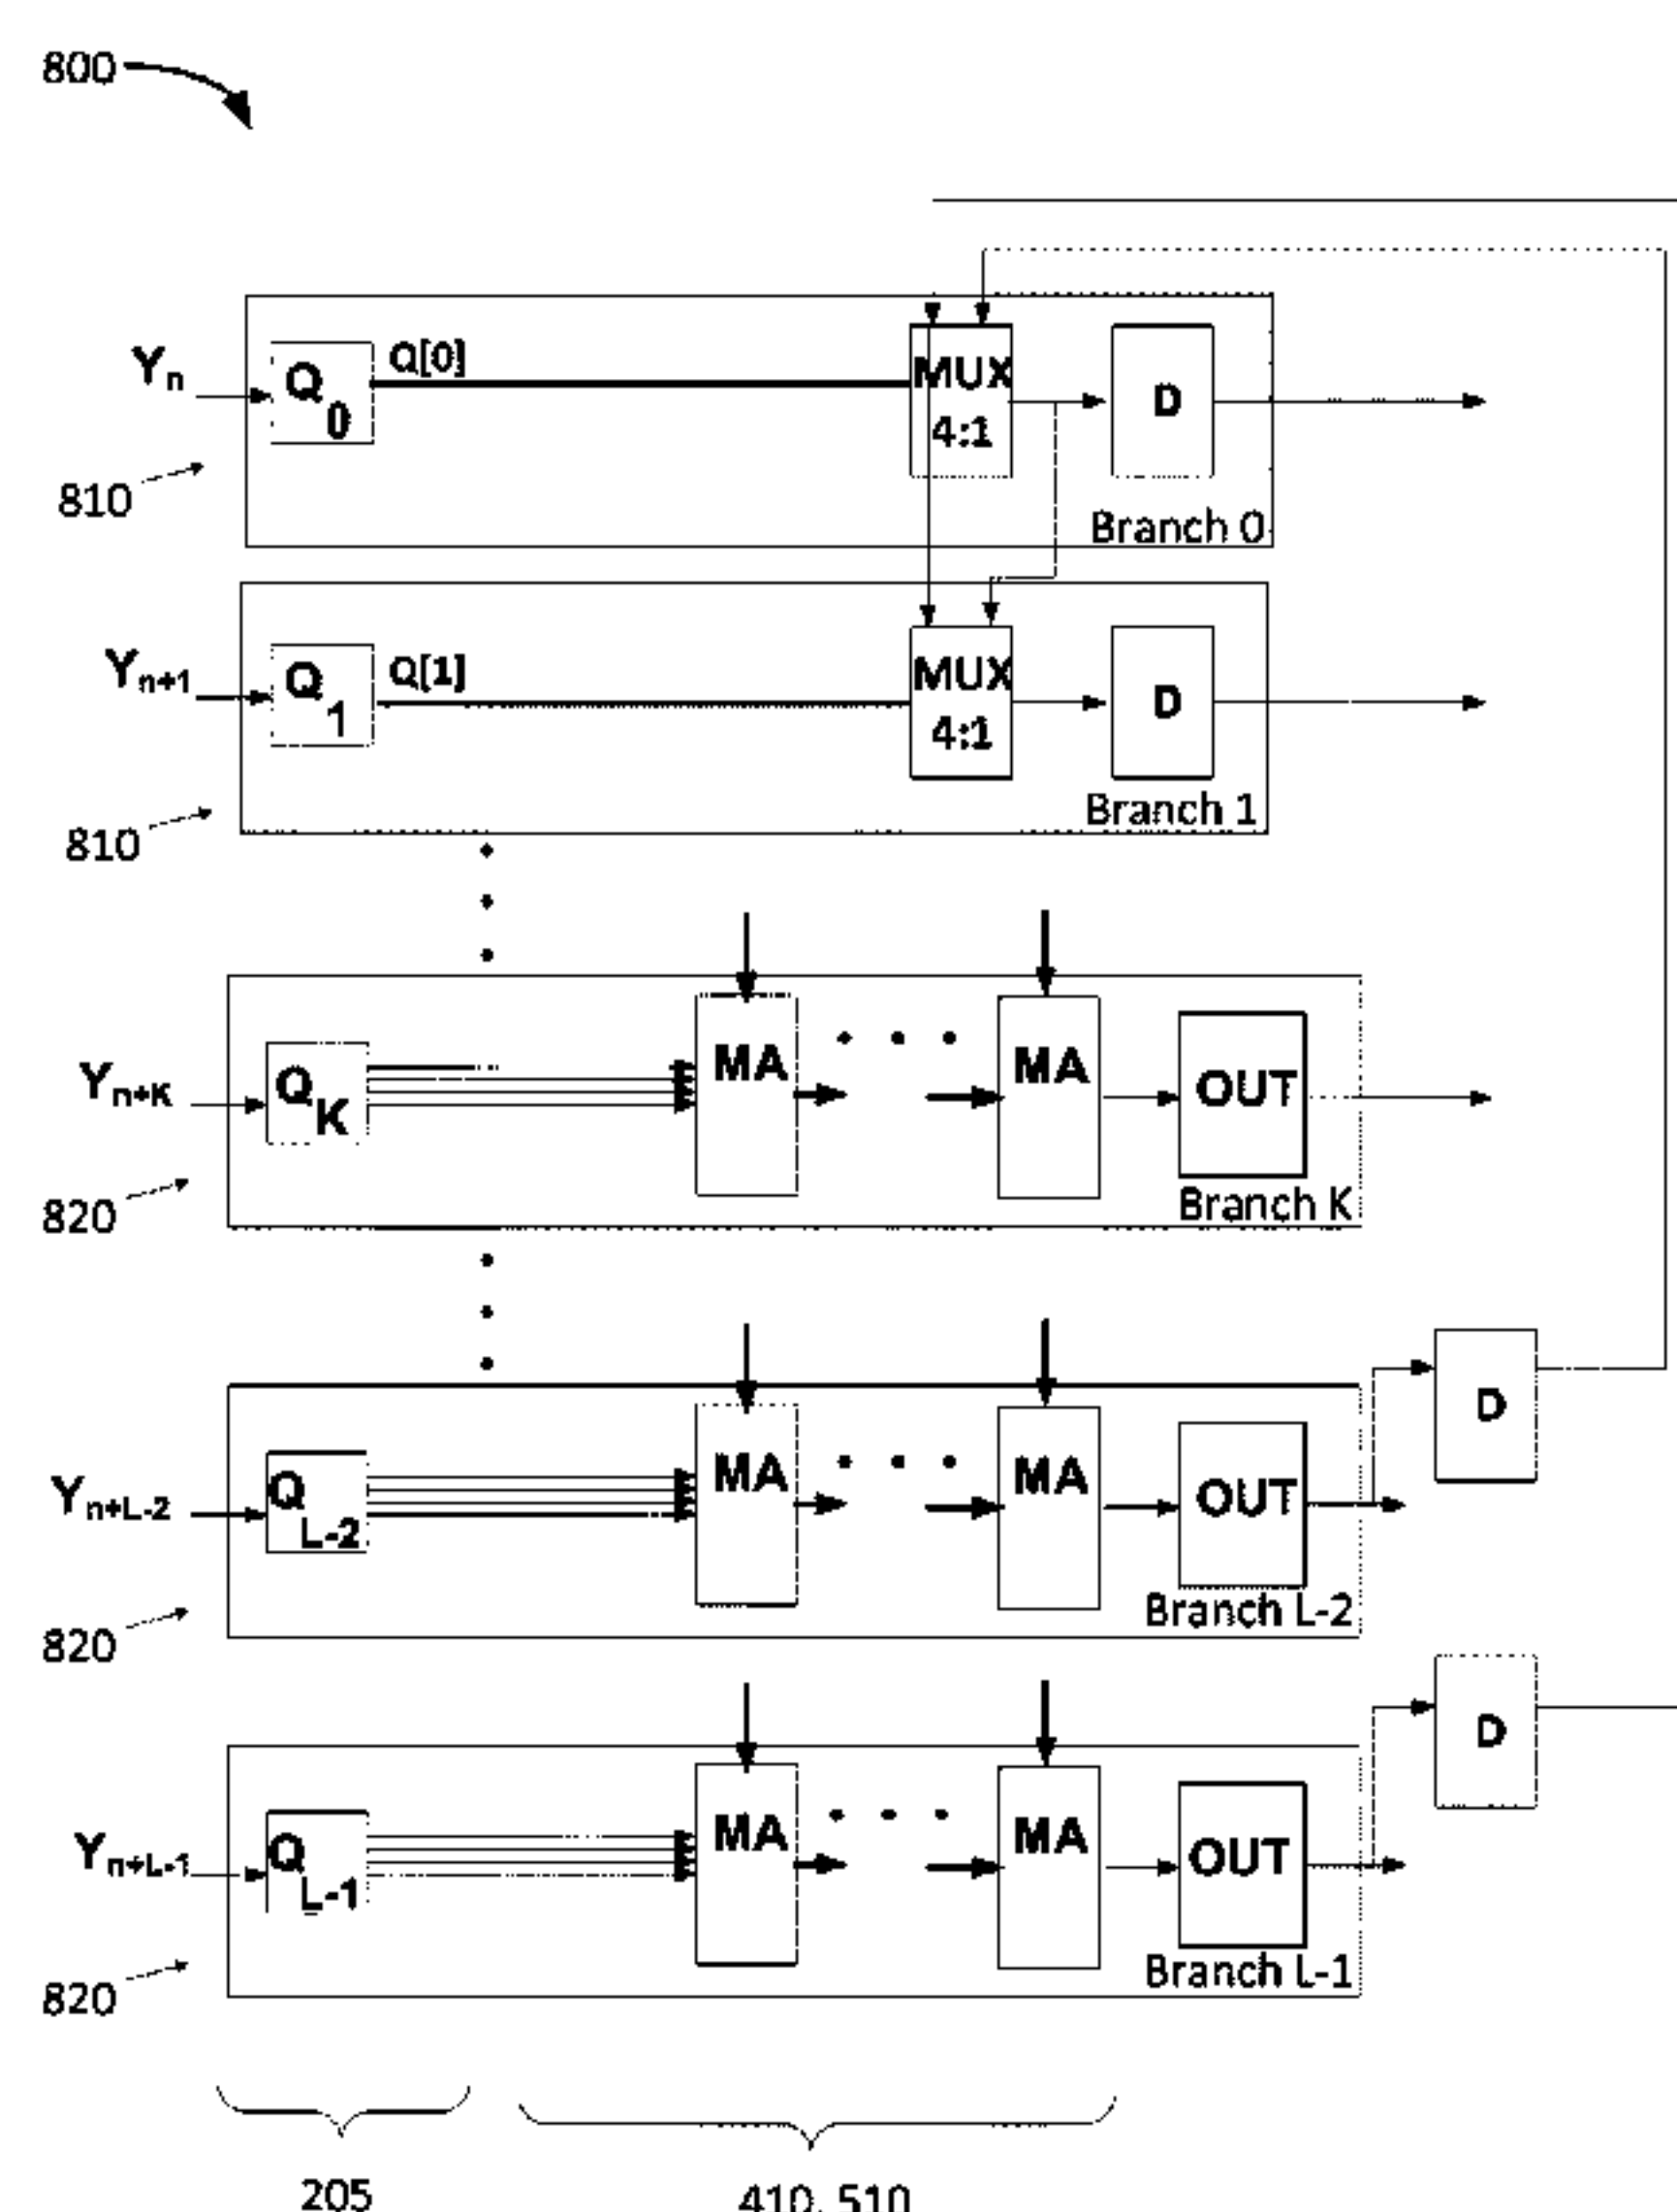 800
Yn
Q0
Q[0]
MUX
4:1
D
810
Branch 0
Yn+1
Q1
Q[1]
MUX
4:1
D
Branch 1
810
Yn+K
QK
MA
MA
OUT
820
Branch K
D
Yn+L-2
QL-2
MA
MA
OUT
Branch L-2
820
D
Yn+L-1
QL-1
MA
MA
OUT
Branch L-1
820
205
410, 510